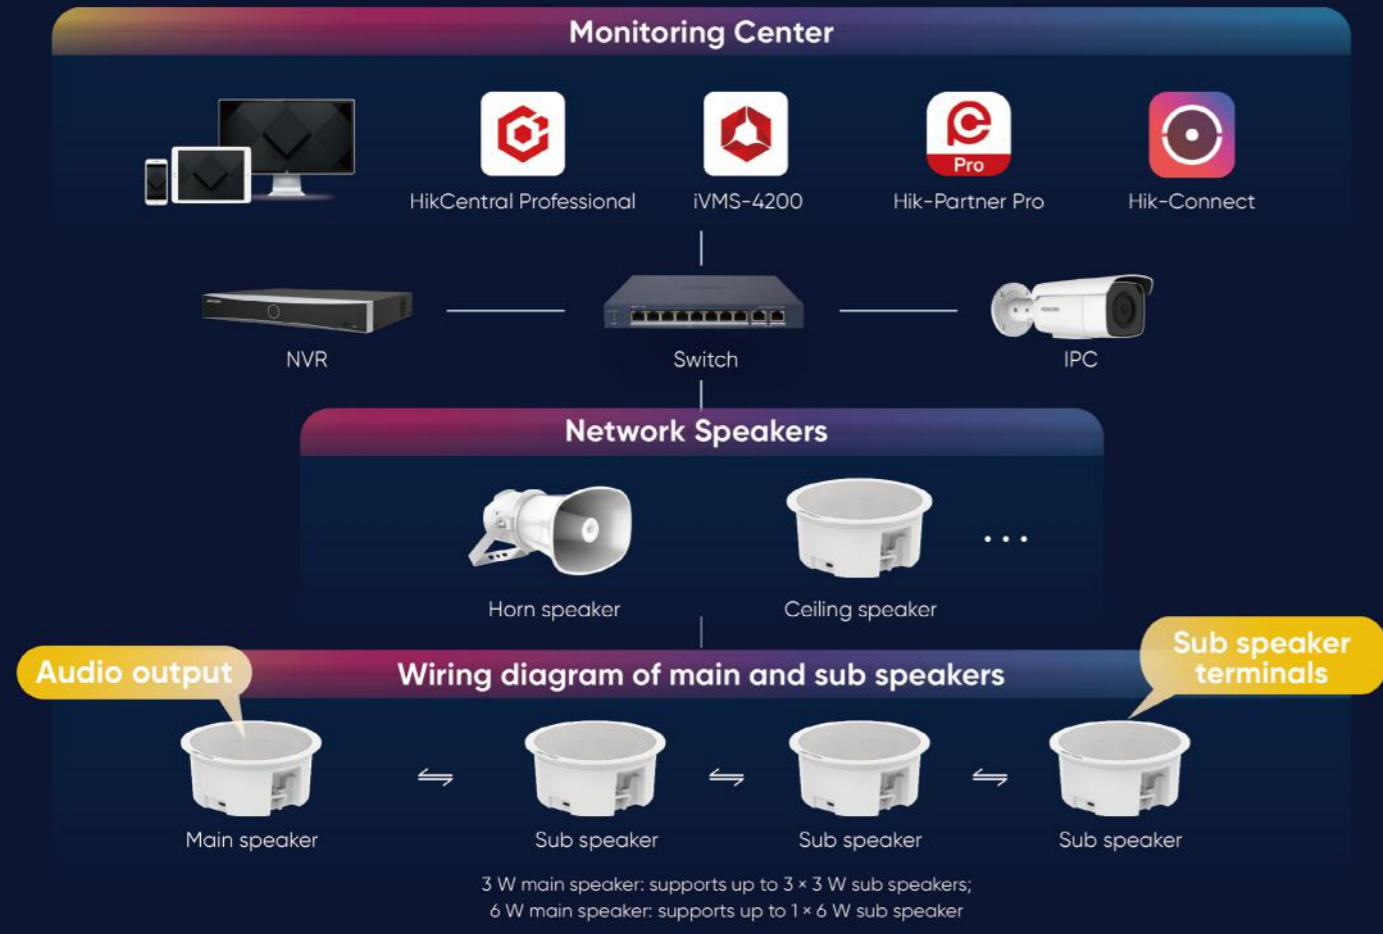 Monitoring Center
Pro
HikCentral Professional
iVMS-4200
Hik-Partner Pro
Hik-Connect
NVR
Switch
IPC
Network Speakers
Horn speaker
Ceiling speaker
...
Audio output
Wiring diagram of main and sub speakers
Sub speaker
terminals
Main speaker
Sub speaker
Sub speaker
Sub speaker
3 W main speaker: supports up to 3 × 3 W sub speakers;
6 W main speaker: supports up to 1 × 6 W sub speaker